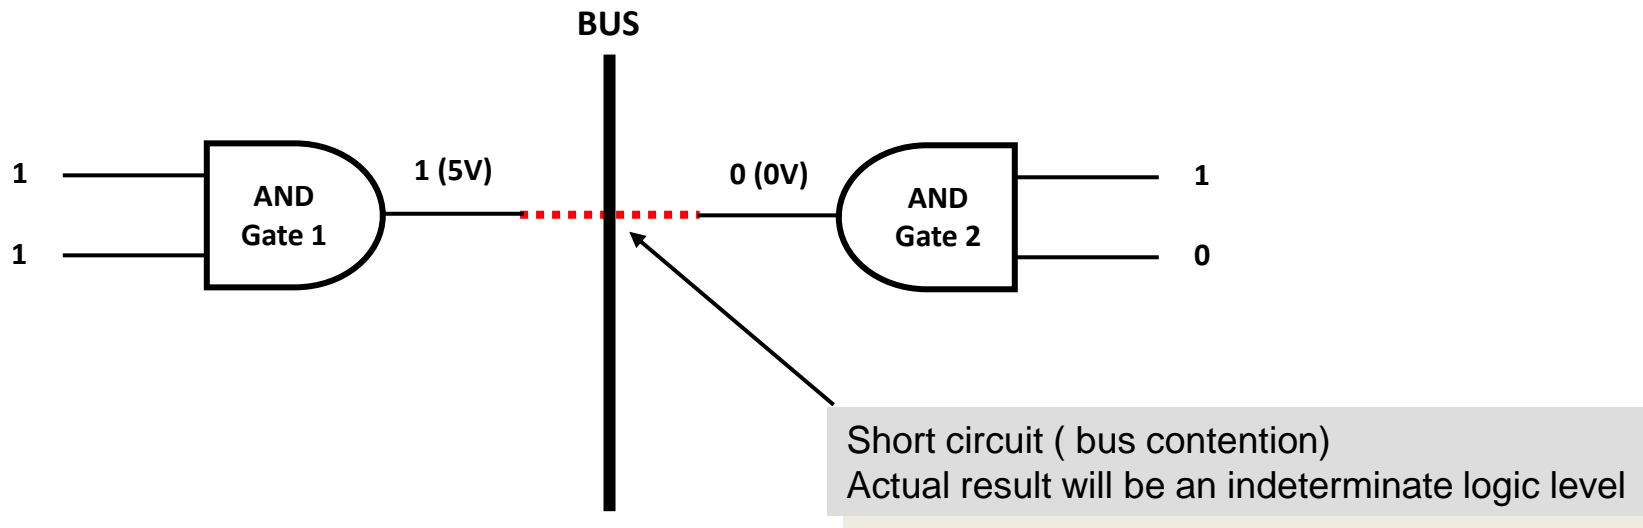 BUS
1
1
AND
Gate 1
1 (5V)
0 (0V)
AND
Gate 2
1
0
Short circuit ( bus contention)
Actual result will be an indeterminate logic level